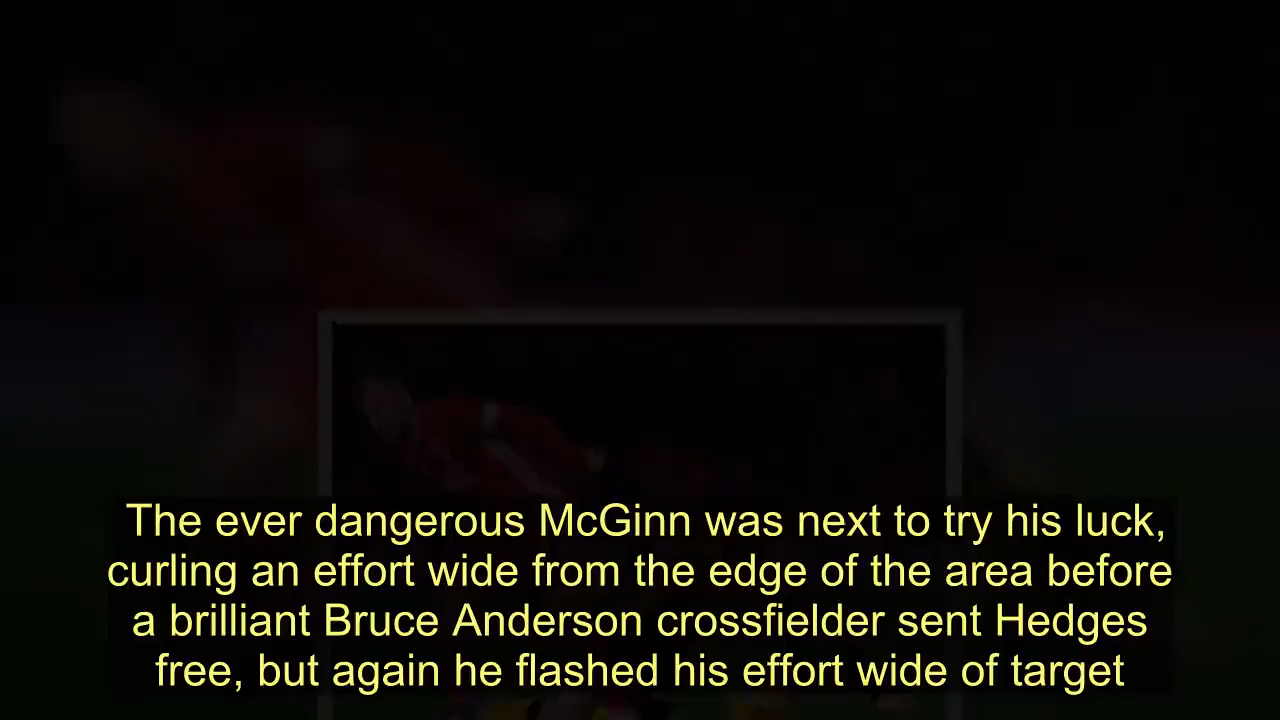 The ever dangerous McGinn was next to try his luck,
curling an effort wide from the edge of the area before
a brilliant Bruce Anderson crossfielder sent Hedges
free, but again he flashed his effort wide of target